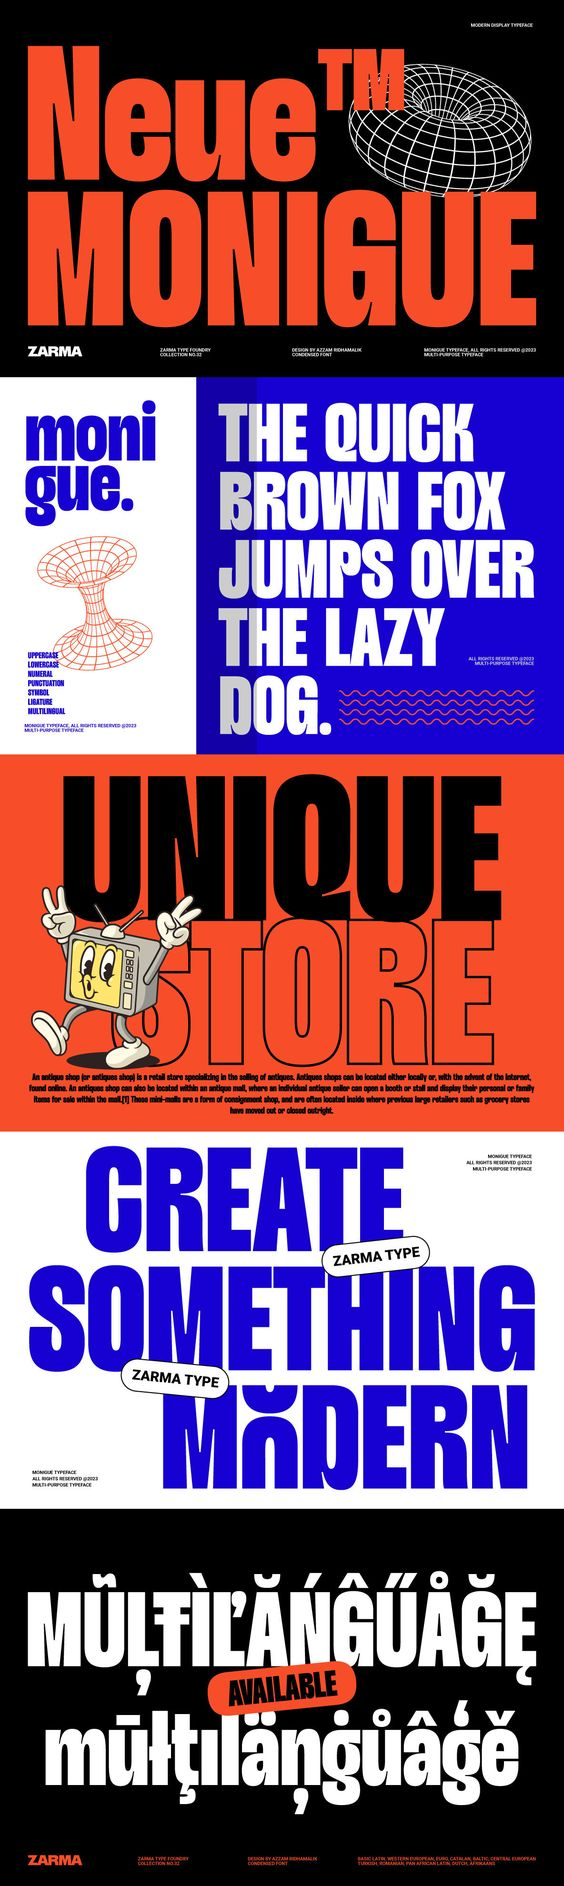 MODERN DISPLAY TYPEFACE
Neue™
MONIGUE
ZARMA
ZARMA TYPE FOUNDRY
COLLECTION NO.32
DESIGN BY AZZAM RIDHAMALIK
CONDENSED FONT
MONIGUE TYPEFACE, ALL RIGHTS RESERVED @2023
MULTI-PURPOSE TYPEFACE
moni
gue.
UPPERCASE
LOWERCASE
NUMERAL
PUNCTUATION
SYMBOL
LIGATURE
MULTILINGUAL
MONIGUE TYPEFACE, ALL RIGHTS RESERVED @2023
MULTI-PURPOSE TYPEFACE
THE QUICK
BROWN FOX
JUMPS OVER
THE LAZY
DOG.
ALL RIGHTS RESERVED @2023
MULTI-PURPOSE TYPEFACE
UNIQUE
STORE
An antique shop (or antiques shop) is a retail store specializing in the selling of antiques. Antiques shops can be located either locally or, with the advent of the internet,
found online. An antiques shop can also be located within an antique mall, where an individual antique seller can open a booth or stall and display their personal or family
items for sale within the mall.[1] These mini-malls are a form of consignment shop, and are often located inside where previous large retailers such as grocery stores
have moved out or closed outright.
CREATE
MONIGUE TYPEFACE
ALL RIGHTS RESERVED @2023
MULTI-PURPOSE TYPEFACE
ZARMA TYPE
SOMETHING
ZARMA TYPE
MODERN
MONIGUE TYPEFACE
ALL RIGHTS RESERVED @2023
MULTI-PURPOSE TYPEFACE
MŨĻŦÌĽĂŃĜŰÅĞĘ
AVAILABLE
mūłţıläņġůâģě
ZARMA
ZARMA TYPE FOUNDRY
COLLECTION NO.32
DESIGN BY AZZAM RIDHAMALIK
CONDENSED FONT
BASIC LATIN, WESTERN EUROPEAN, EURO, CATALAN, BALTIC, CENTRAL EUROPEAN
TURKISH, ROMANIAN, PAN AFRICAN LATIN, DUTCH, AFRIKAANS